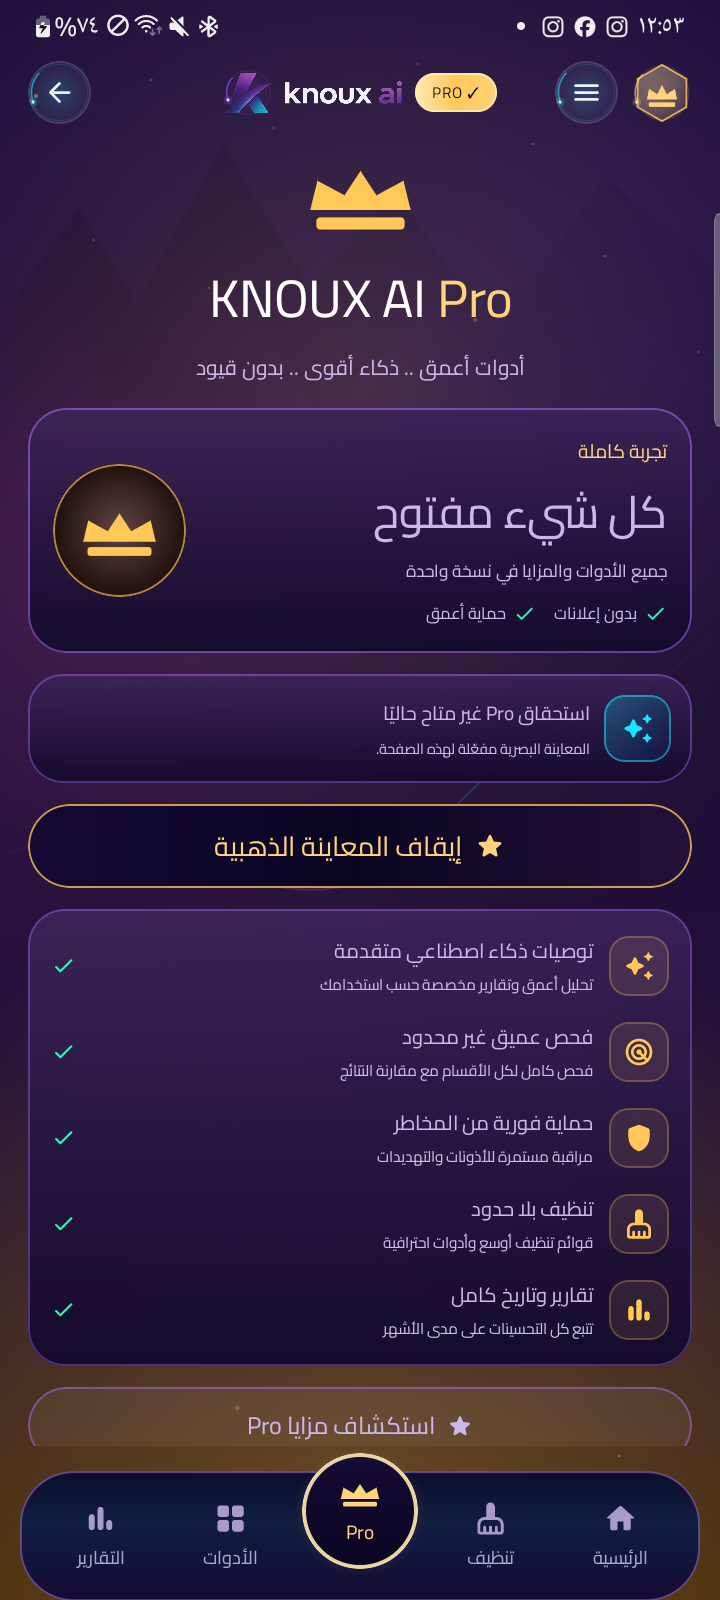 ١٢:٥٣
%٧٤
knoux ai
PRO ✓
KNOUX AI Pro
أدوات أعمق .. ذكاء أقوى .. بدون قيود
تجربة كاملة
كل شيء مفتوح
جميع الأدوات والمزايا في نسخة واحدة
بدون إعلانات
حماية أعمق
استحقاق Pro غير متاح حاليًا
المعاينة البصرية مفعّلة لهذه الصفحة.
إيقاف المعاينة الذهبية
توصيات ذكاء اصطناعي متقدمة
تحليل أعمق وتقارير مخصصة حسب استخدامك
فحص عميق غير محدود
فحص كامل لكل الأقسام مع مقارنة النتائج
حماية فورية من المخاطر
مراقبة مستمرة للأذونات والتهديدات
تنظيف بلا حدود
قوائم تنظيف أوسع وأدوات احترافية
تقارير وتاريخ كامل
تتبع كل التحسينات على مدى الأشهر
استكشاف مزايا Pro
الرئيسية
تنظيف
Pro
الأدوات
التقارير